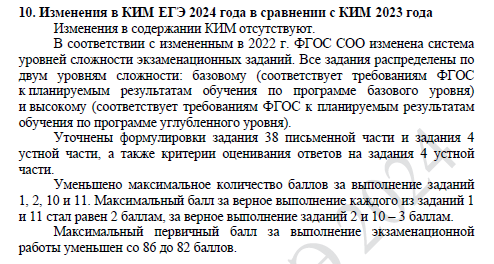 10. Изменения в КИМ ЕГЭ 2024 года в сравнении с КИМ 2023 года
Изменения в содержании КИМ отсутствуют.
В соответствии с измененным в 2022 г. ФГОС СОО изменена система
уровней сложности экзаменационных заданий. Все задания распределены по
двум уровням сложности: базовому (соответствует требованиям ФГОС
к планируемым результатам обучения по программе базового уровня)
и высокому (соответствует требованиям ФГОС к планируемым результатам
обучения по программе углубленного уровня).
Уточнены формулировки задания 38 письменной части и задания 4
устной части, а также критерии оценивания ответов на задания 4 устной
части.
Уменьшено максимальное количество баллов за выполнение заданий
1, 2, 10 и 11. Максимальный балл за верное выполнение каждого из заданий 1
и 11 стал равен 2 баллам, за верное выполнение заданий 2 и 10 – 3 баллам.
Максимальный первичный балл за выполнение экзаменационной
работы уменьшен со 86 до 82 баллов.
2024